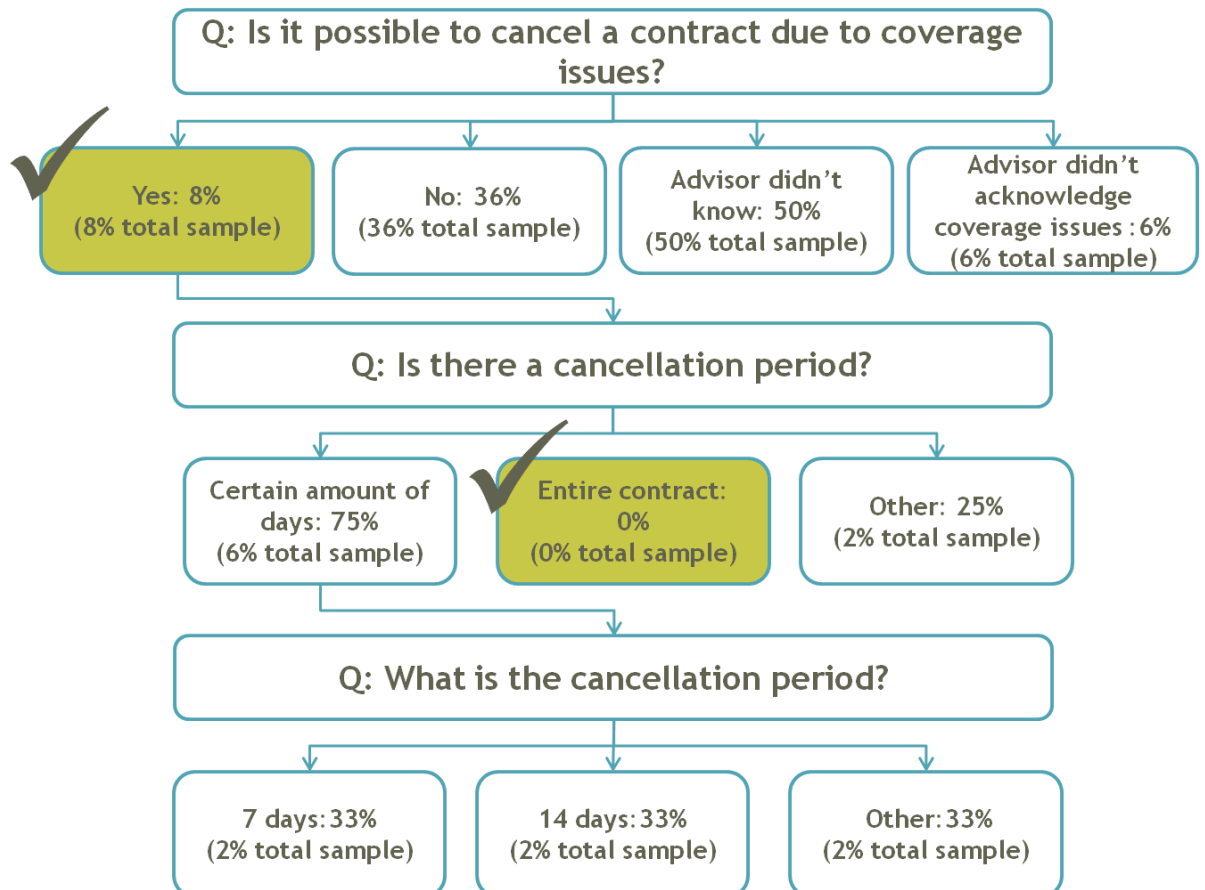 Q: Is it possible to cancel a contract due to coverage
issues?
Yes: 8%
(8% total sample)
No: 36%
(36% total sample)
Advisor didn't
know: 50%
(50% total sample)
Advisor didn't
acknowledge
coverage issues : 6%
(6% total sample)
Q: Is there a cancellation period?
Certain amount of
days: 75%
(6% total sample)
Entire contract:
0%
(0% total sample)
Other: 25%
(2% total sample)
Q: What is the cancellation period?
7 days: 33%
(2% total sample)
14 days: 33%
(2% total sample)
Other: 33%
(2% total sample)